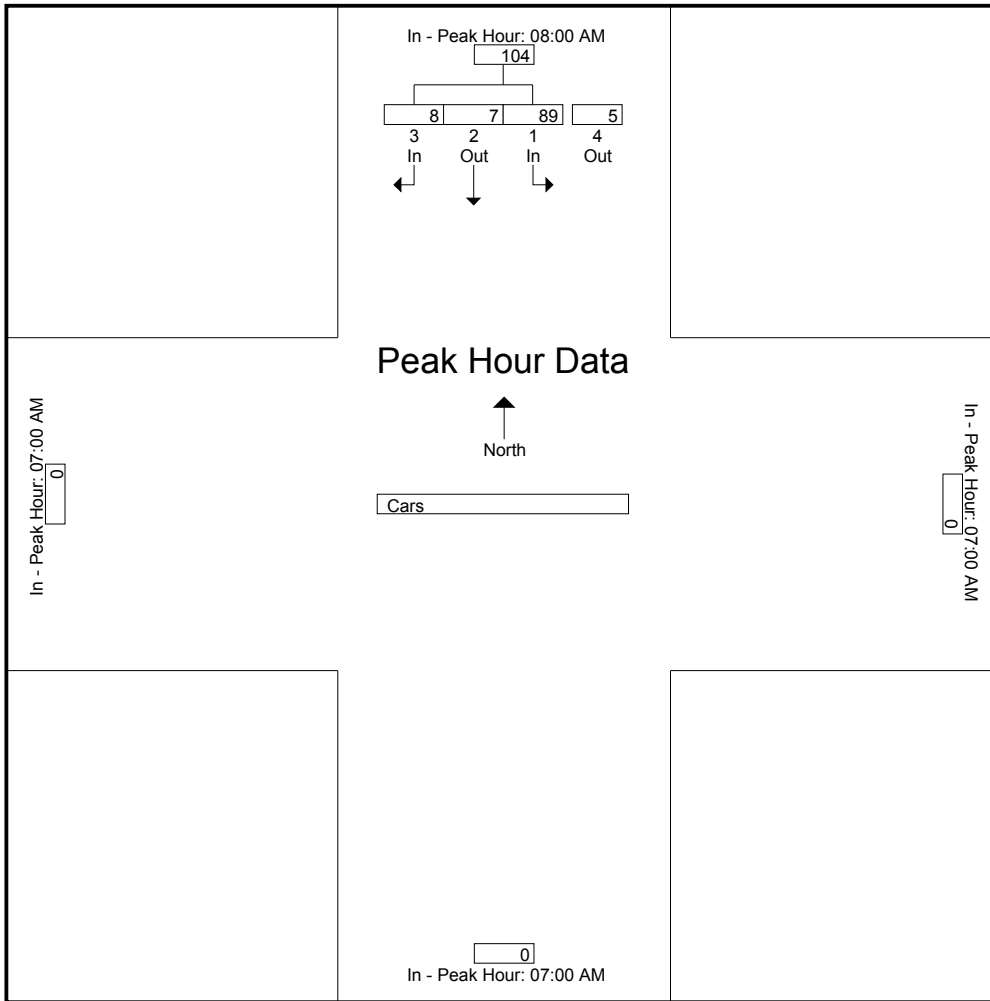 In - Peak Hour: 08:00 AM
104
8 7 89 5
3 2 1 4
In Out In Out
Peak Hour Data
North
In - Peak Hour: 07:00 AM
0
Cars
0
In - Peak Hour: 07:00 AM
0
In - Peak Hour: 07:00 AM